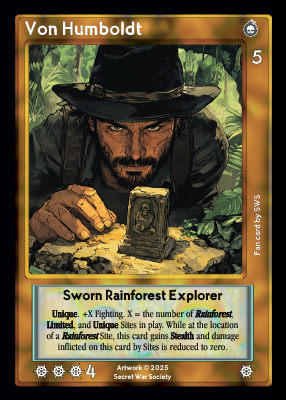 Von Humboldt
5
Fan card by SWS
Sworn Rainforest Explorer
Unique. +X Fighting. X = the number of Rainforest,
Limited, and Unique Sites in play. While at the location
of a Rainforest Site, this card gains Stealth and damage
inflicted on this card by Sites is reduced to zero.
4
Artwork © 2025
Secret War Society